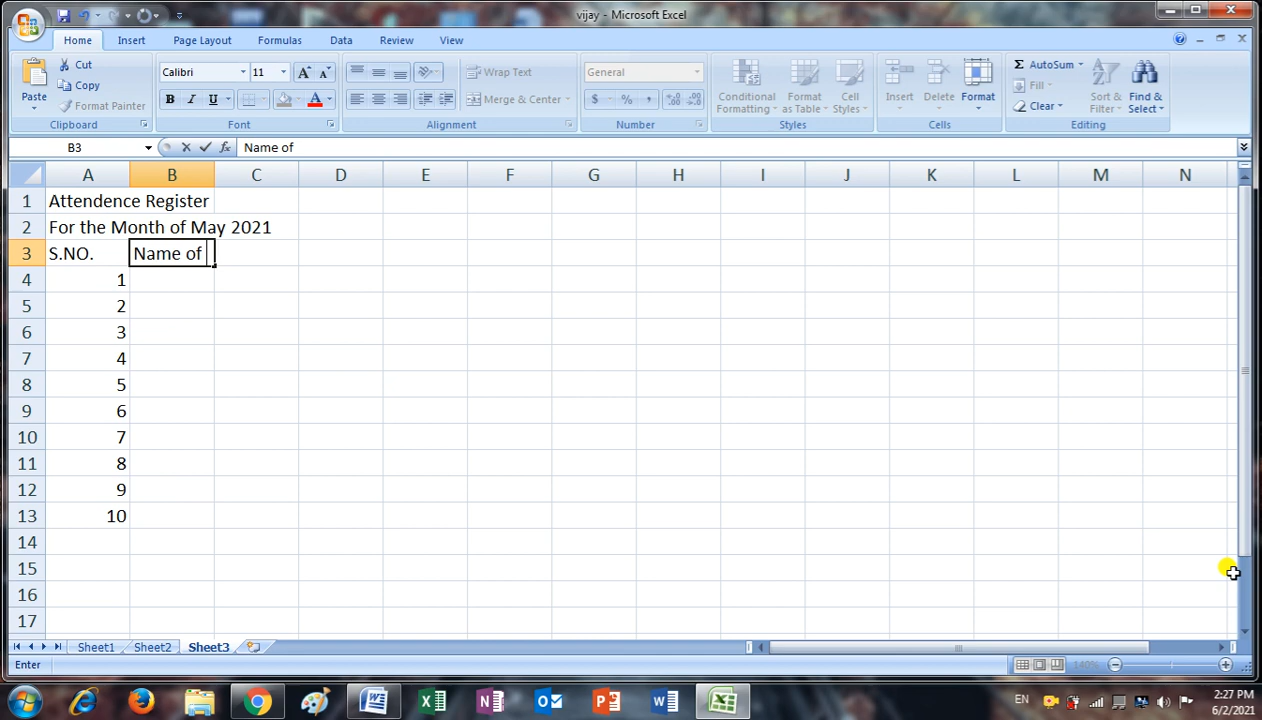 vijay - Microsoft Excel
Home Insert Page Layout Formulas Data Review View
Paste
Cut
Copy
Format Painter
Clipboard
Calibri 11
B I U
Font
Wrap Text
Merge & Center
Alignment
General
$ % ,
Number
Conditional Formatting
Format as Table
Cell Styles
Styles
Insert Delete Format
Cells
Σ AutoSum
Fill
Clear
Sort & Filter
Find & Select
Editing
B3 fx Name of
A B C D E F G H I J K L M N
1 Attendence Register
2 For the Month of May 2021
3 S.NO. Name of
4 1
5 2
6 3
7 4
8 5
9 6
10 7
11 8
12 9
13 10
14
15
16
17
Sheet1 Sheet2 Sheet3
Enter 140%
EN 2:27 PM
6/2/2021